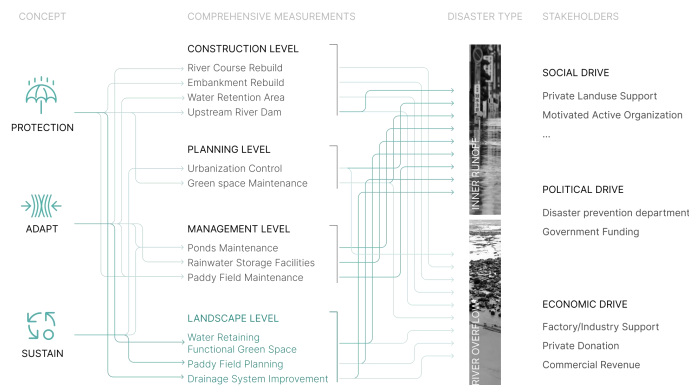 CONCEPT
COMPREHENSIVE MEASUREMENTS
DISASTER TYPE
STAKEHOLDERS
PROTECTION
ADAPT
SUSTAIN
CONSTRUCTION LEVEL
River Course Rebuild
Embankment Rebuild
Water Retention Area
Upstream River Dam
PLANNING LEVEL
Urbanization Control
Green space Maintenance
MANAGEMENT LEVEL
Ponds Maintenance
Rainwater Storage Facilities
Paddy Field Maintenance
LANDSCAPE LEVEL
Water Retaining
Functional Green Space
Paddy Field Planning
Drainage System Improvement
INNER RUNOFF
RIVER OVERFLOW
SOCIAL DRIVE
Private Landuse Support
Motivated Active Organization
...
POLITICAL DRIVE
Disaster prevention department
Government Funding
ECONOMIC DRIVE
Factory/Industry Support
Private Donation
Commercial Revenue